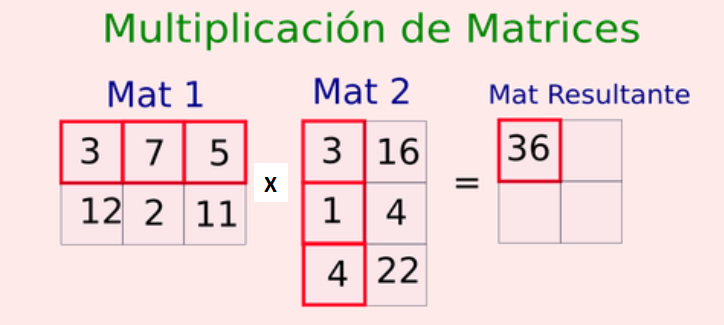 Multiplicación de Matrices
Mat 1
Mat 2
Mat Resultante
3 7 5
12 2 11
x
3 16
1 4
4 22
=
36